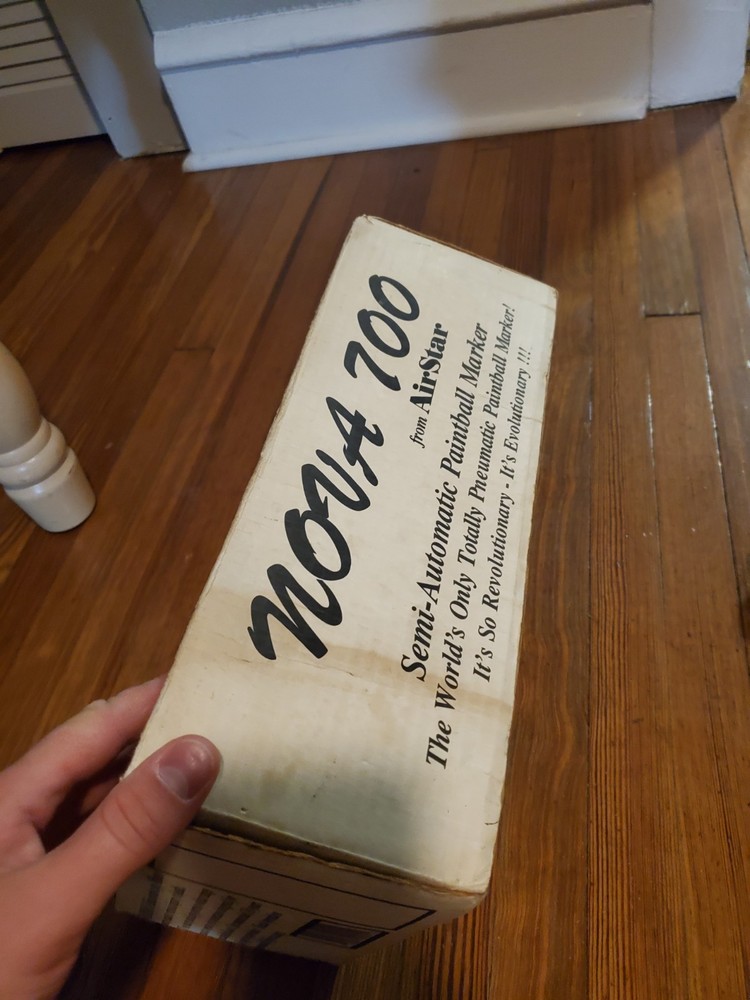 NOVA 700
from AirStar
Semi-Automatic Paintball Marker
The World's Only Totally Pneumatic Paintball Marker!
It's So Revolutionary - It's Evolutionary !!!